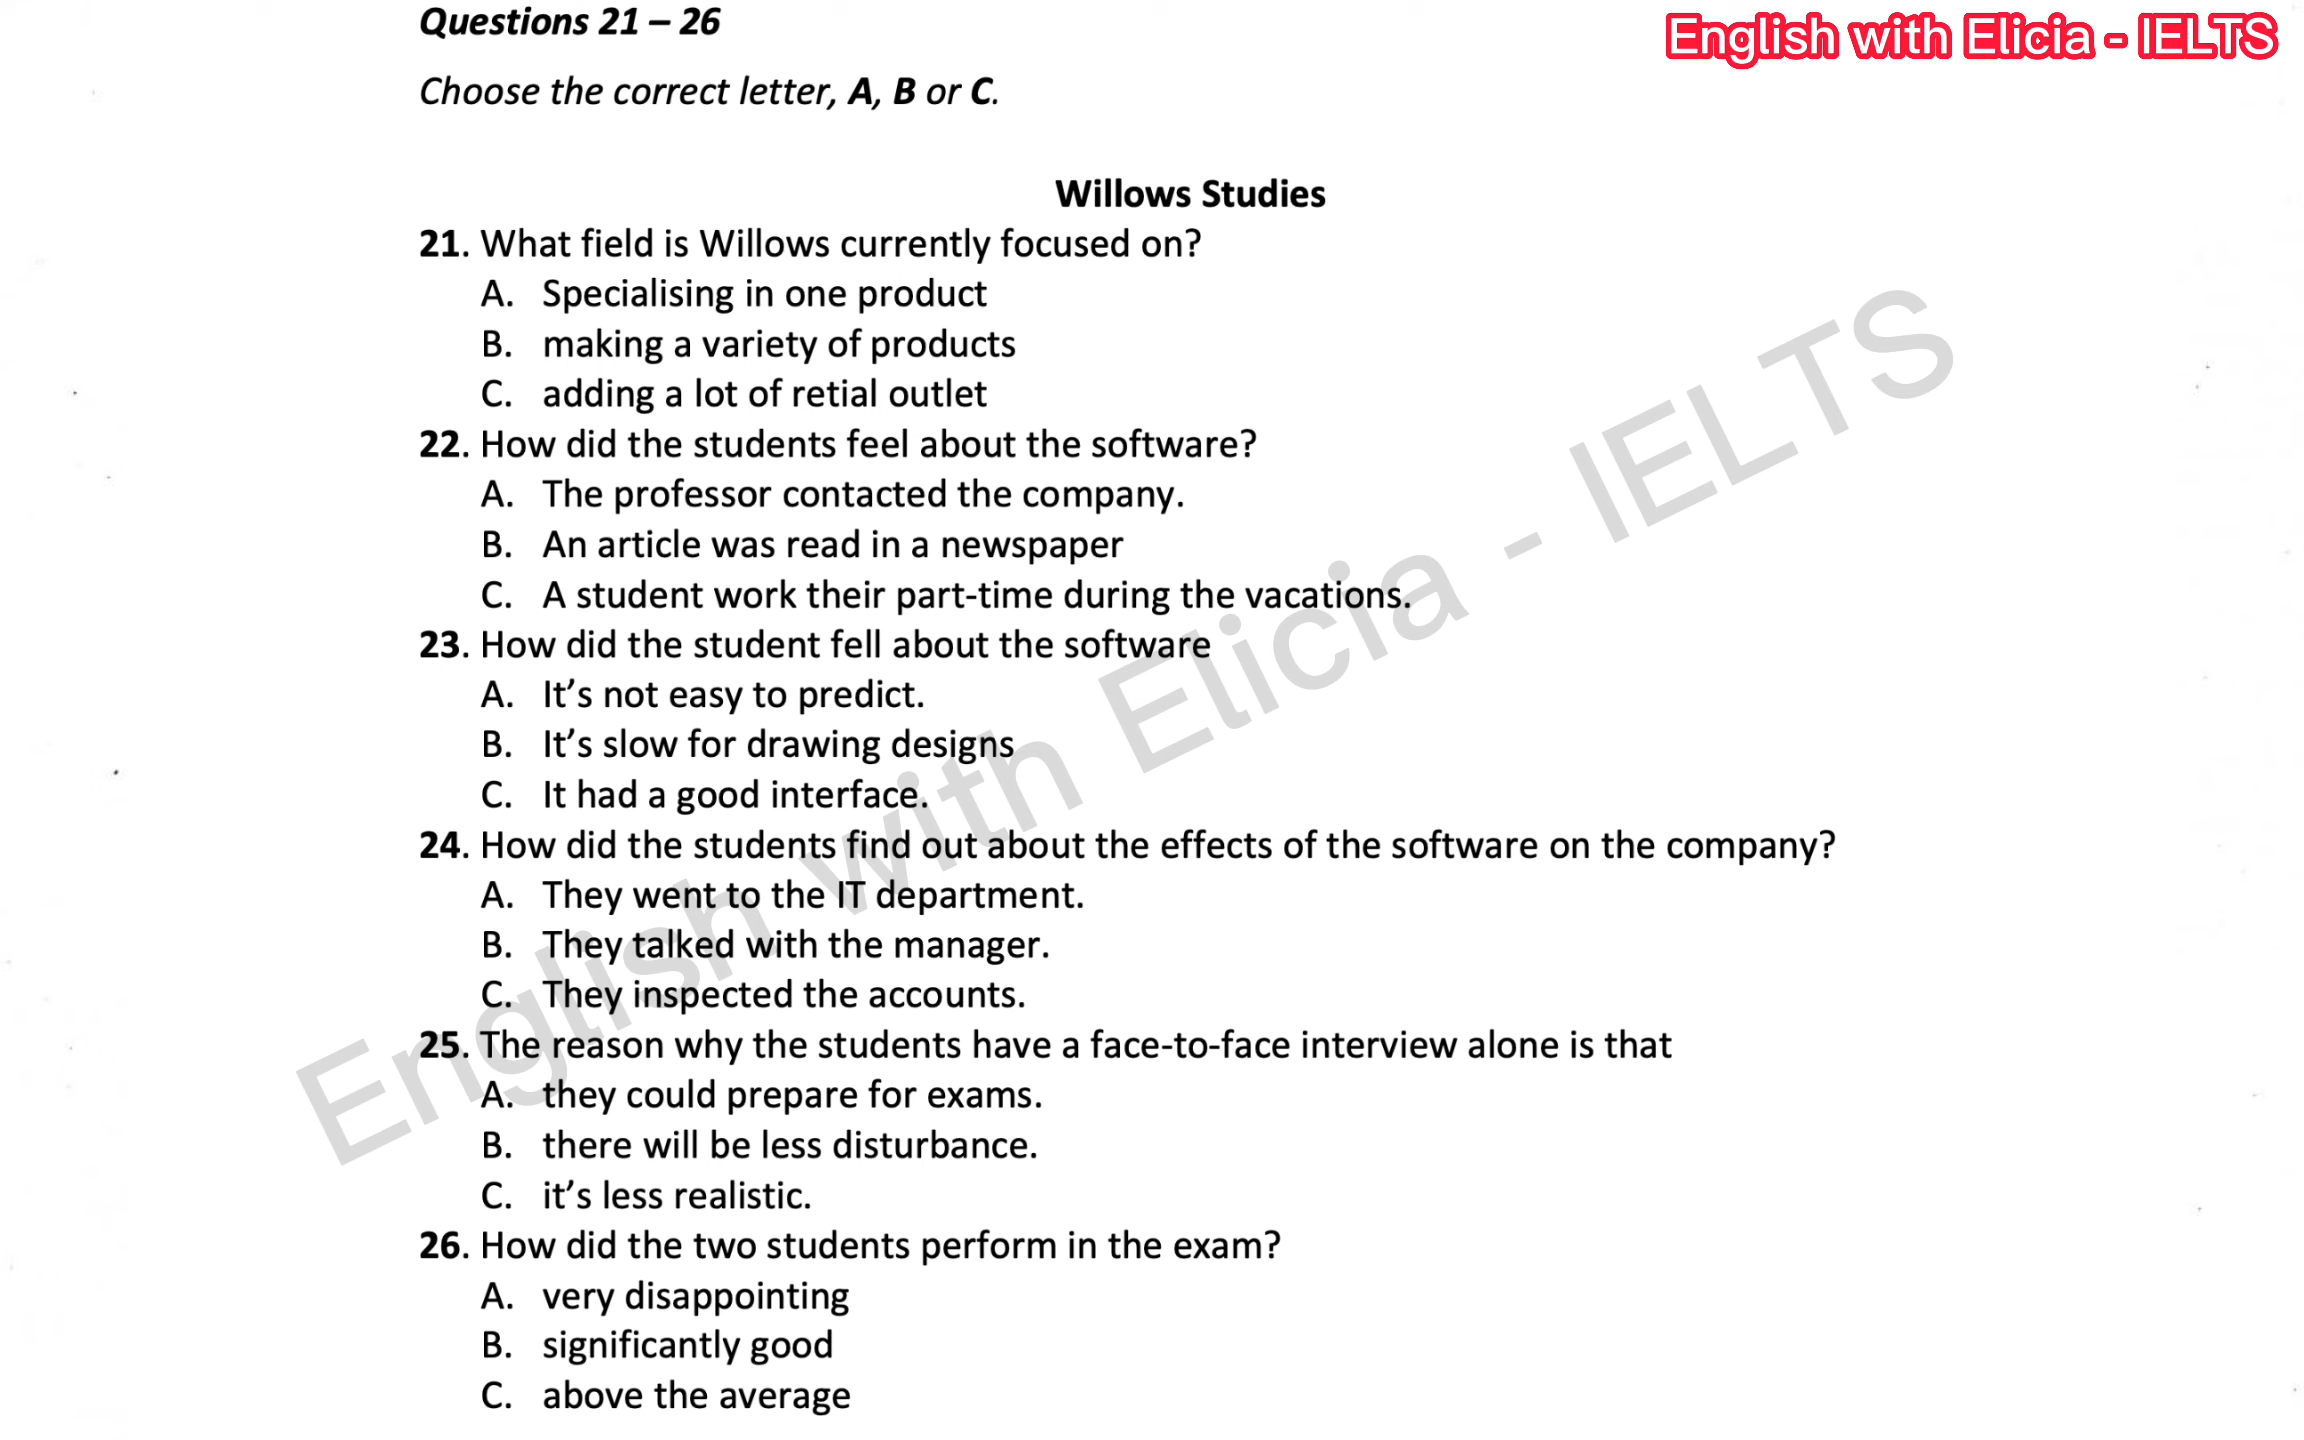 Questions 21 – 26
English with Elicia - IELTS
Choose the correct letter, A, B or C.
Willows Studies
21. What field is Willows currently focused on?
A. Specialising in one product
B. making a variety of products
C. adding a lot of retial outlet
22. How did the students feel about the software?
A. The professor contacted the company.
B. An article was read in a newspaper
C. A student work their part-time during the vacations.
23. How did the student fell about the software
A. It's not easy to predict.
B. It's slow for drawing designs
C. It had a good interface.
24. How did the students find out about the effects of the software on the company?
A. They went to the IT department.
B. They talked with the manager.
C. They inspected the accounts.
25. The reason why the students have a face-to-face interview alone is that
A. they could prepare for exams.
B. there will be less disturbance.
C. it's less realistic.
26. How did the two students perform in the exam?
A. very disappointing
B. significantly good
C. above the average
English with Elicia - IELTS